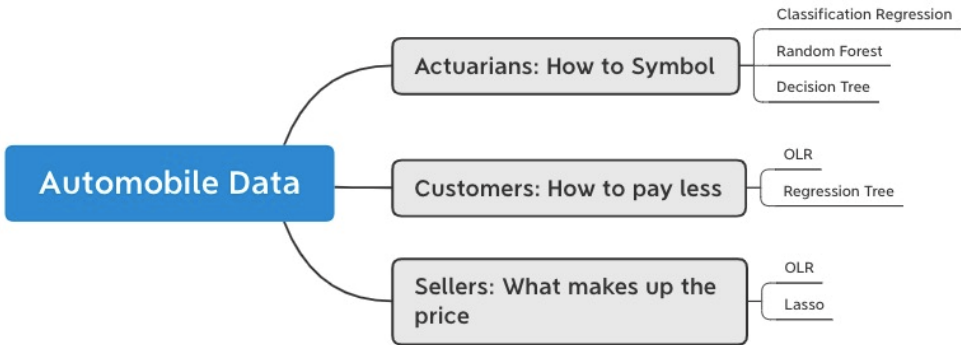 Automobile Data
Actuarians: How to Symbol
Classification Regression
Random Forest
Decision Tree
Customers: How to pay less
OLR
Regression Tree
Sellers: What makes up the
price
OLR
Lasso